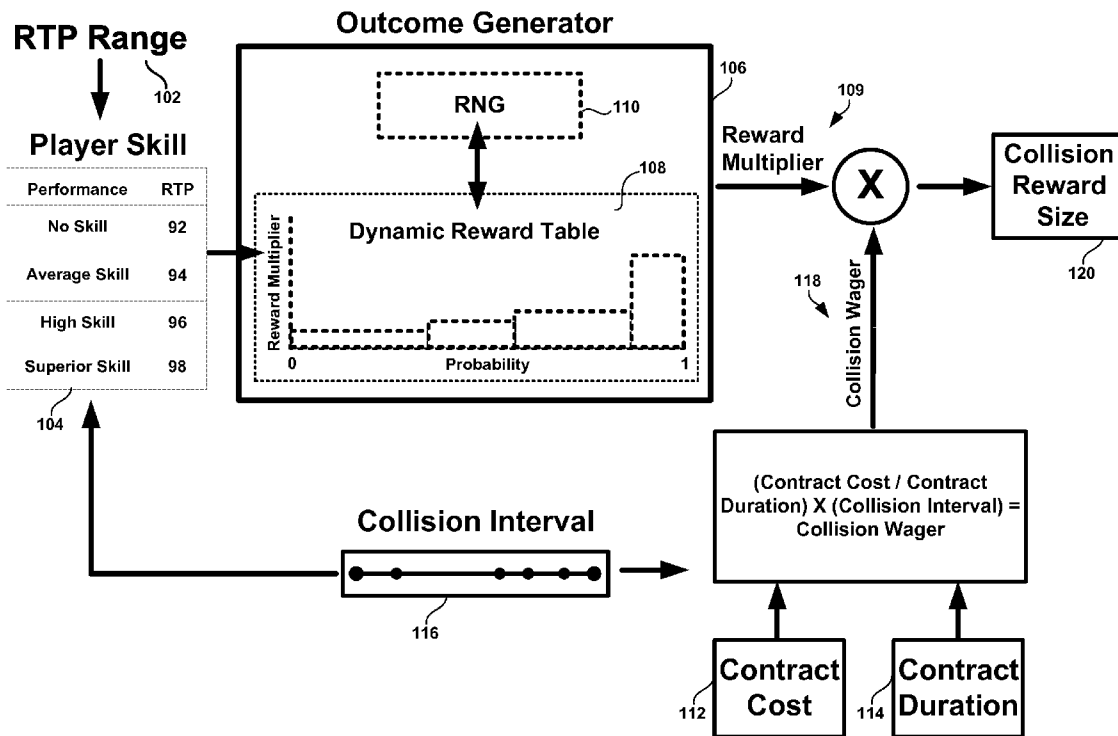 Outcome Generator
RTP Range
102
106
RNG
110
109
Player Skill
Reward
Multiplier
X
Collision
Reward
Size
120
Performance RTP
No Skill 92
Average Skill 94
High Skill 96
Superior Skill 98
104
108
Dynamic Reward Table
Reward Multiplier
0 Probability 1
118
Collision Wager
(Contract Cost / Contract
Duration) X (Collision Interval) =
Collision Wager
Collision Interval
116
Contract
Cost
112
Contract
Duration
114